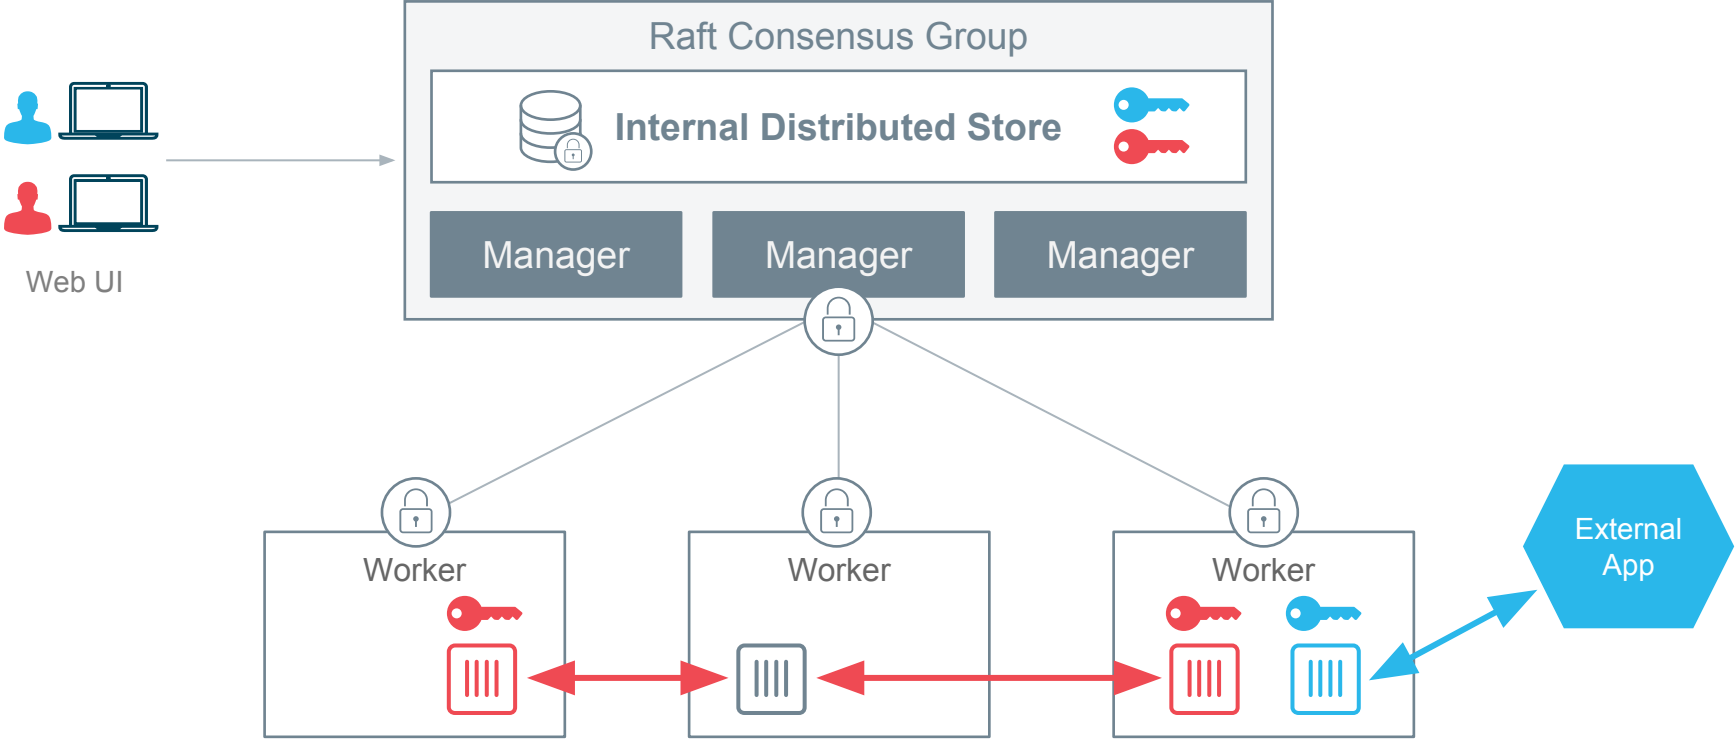 Raft Consensus Group
Internal Distributed Store
Manager
Manager
Manager
Web UI
Worker
Worker
Worker
External
App